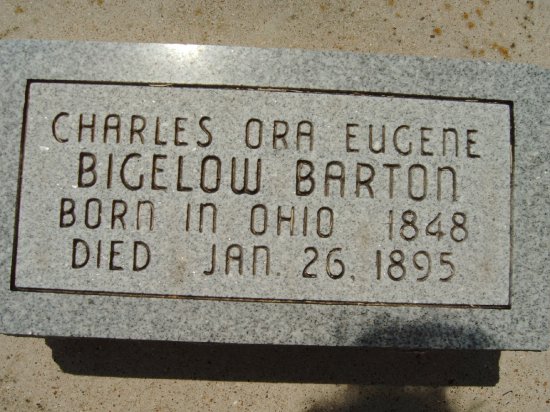 CHARLES ORA EUGENE
BIGELOW BARTON
BORN IN OHIO 1848
DIED JAN. 26, 1895